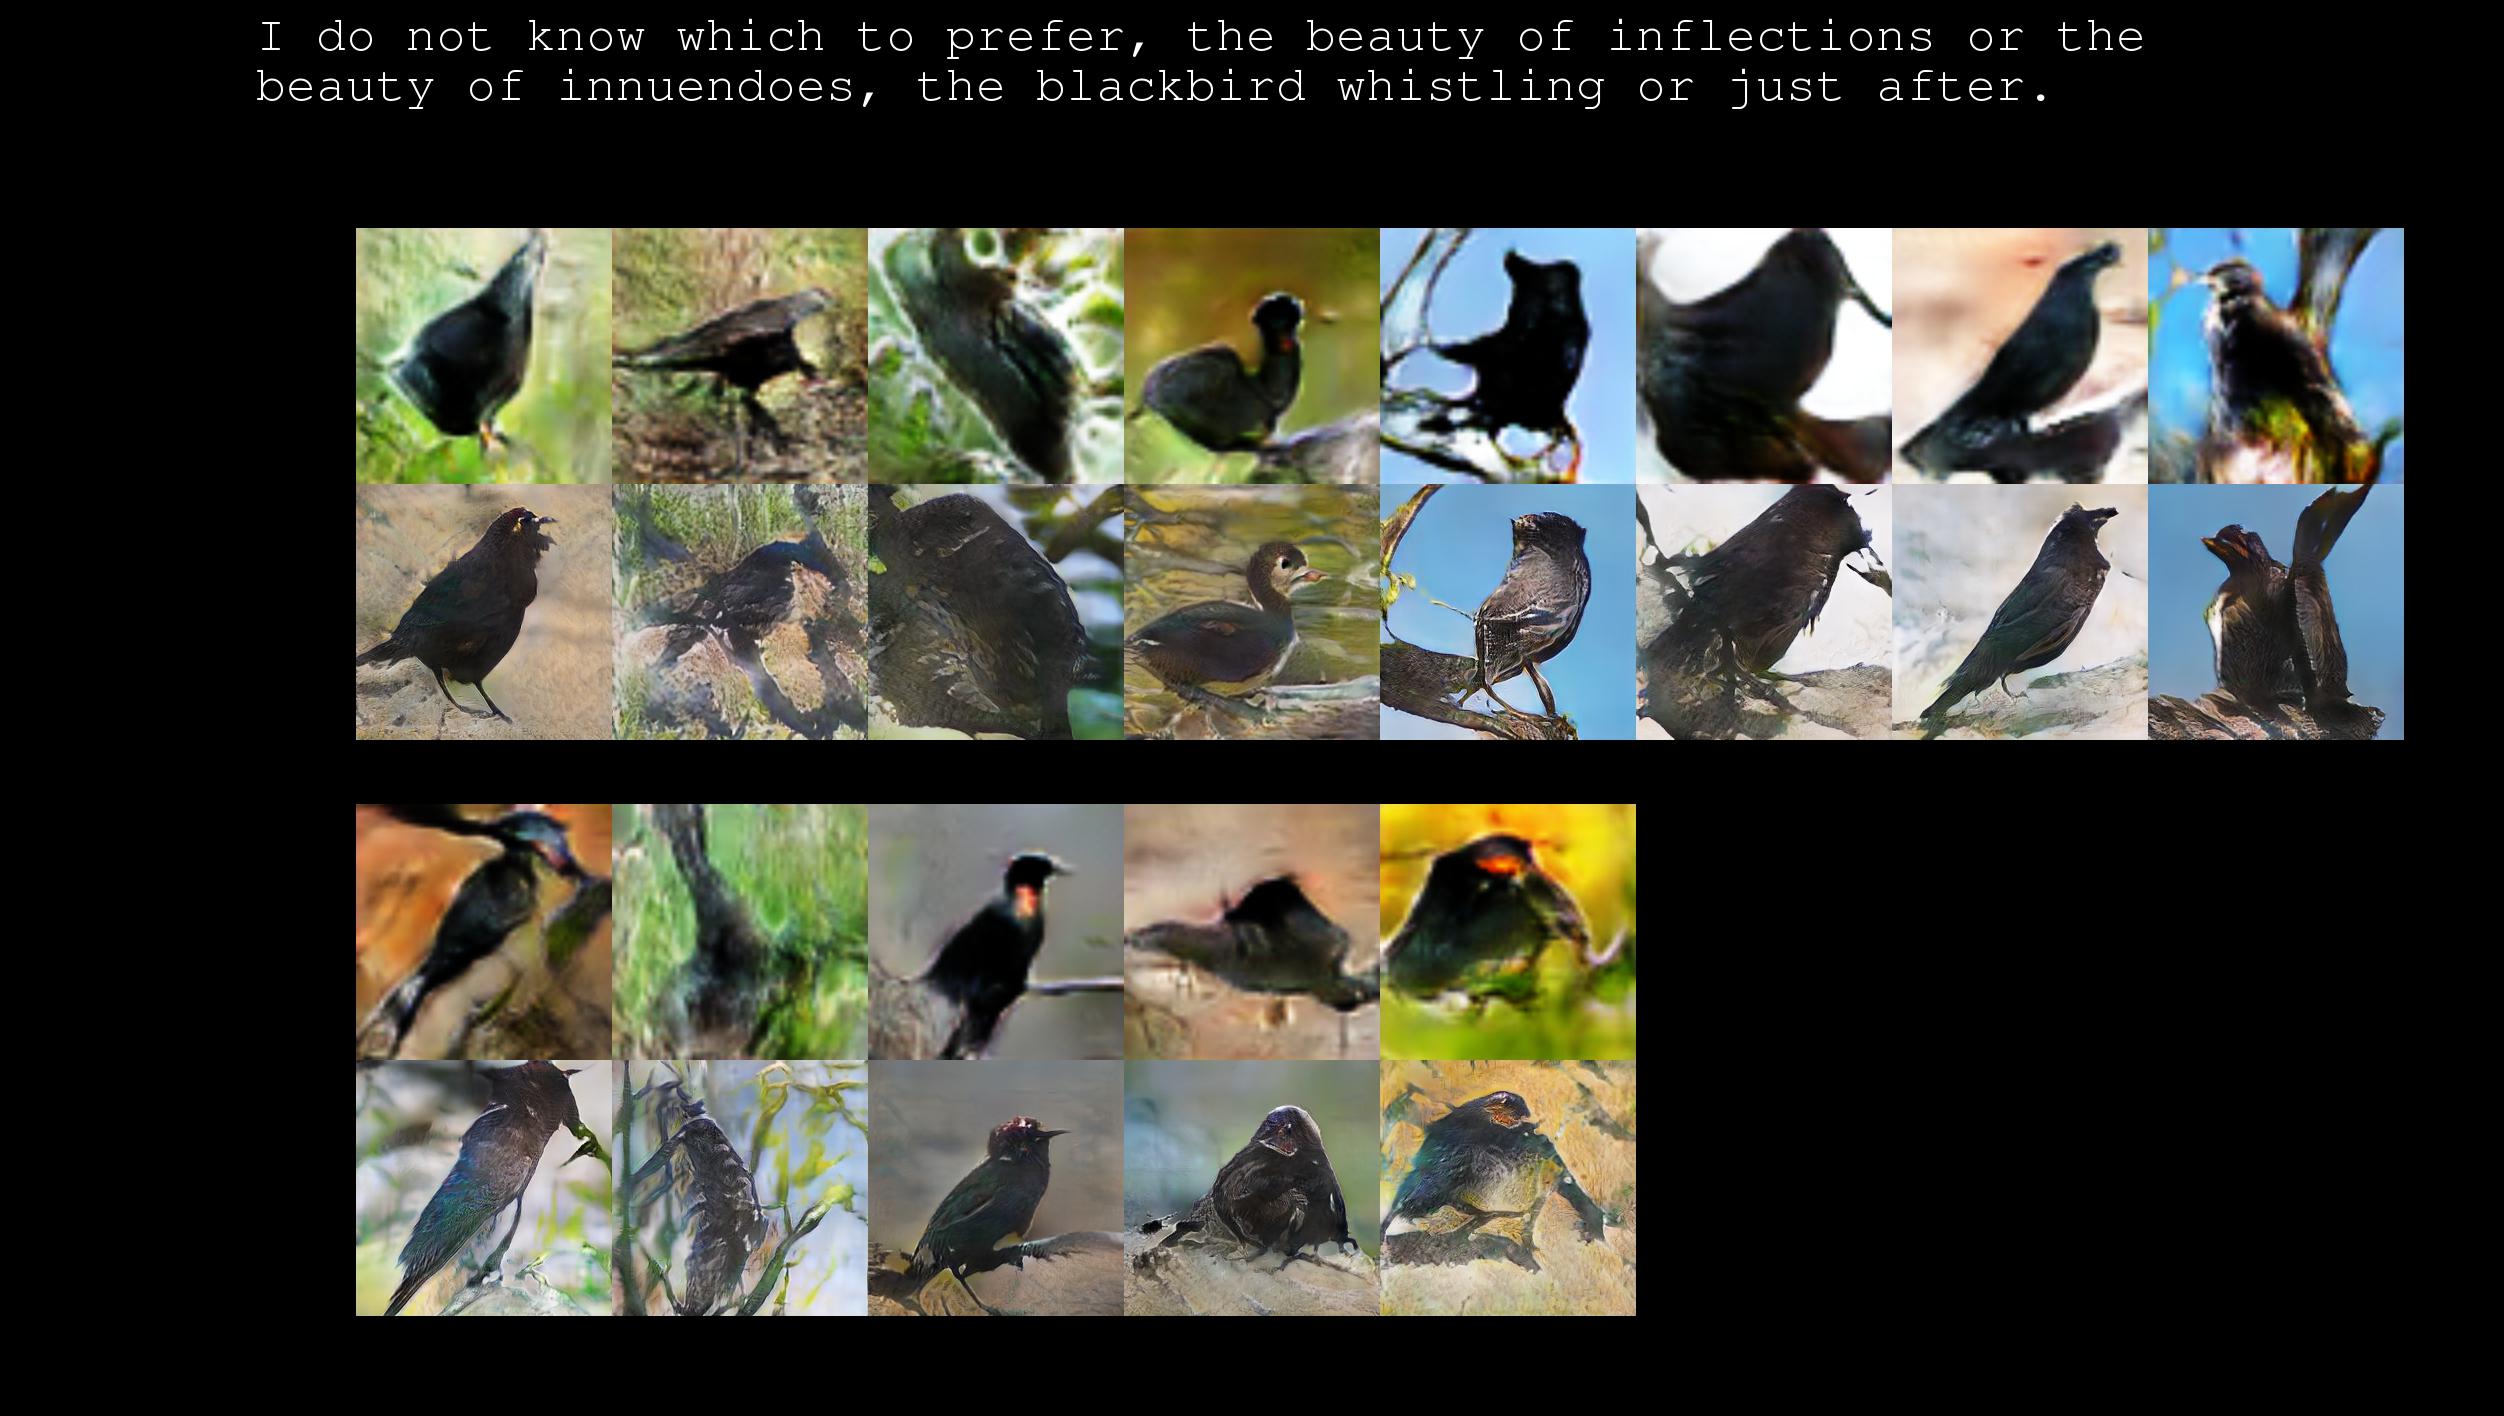 I do not know which to prefer, the beauty of inflections or the
beauty of innuendoes, the blackbird whistling or just after.